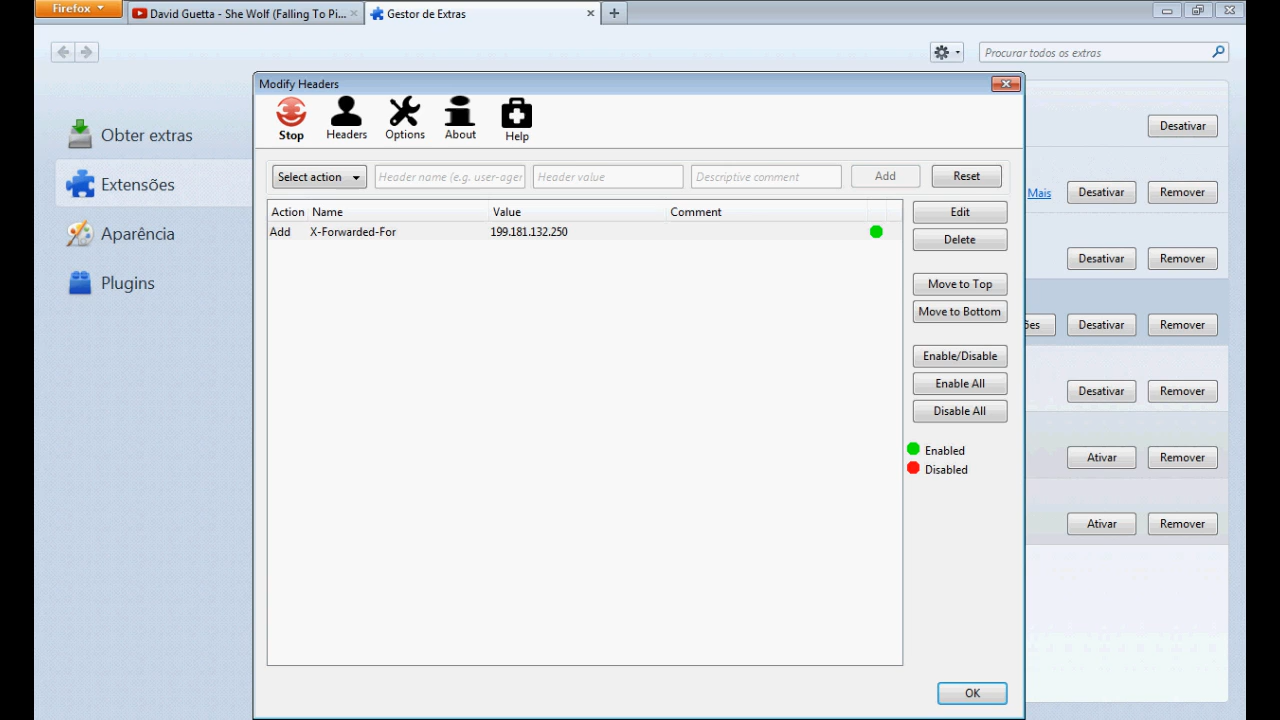 Firefox
David Guetta - She Wolf (Falling To Pi...
Gestor de Extras
Procurar todos os extras
Modify Headers
Stop
Headers
Options
About
Help
Obter extras
Extensões
Aparência
Plugins
Select action
Header name (e.g. user-ager
Header value
Descriptive comment
Add
Reset
Action Name Value Comment
Add X-Forwarded-For 199.181.132.250
Edit
Delete
Move to Top
Move to Bottom
Enable/Disable
Enable All
Disable All
Enabled
Disabled
OK
Desativar
Mais Desativar Remover
Desativar Remover
ões Desativar Remover
Desativar Remover
Ativar Remover
Ativar Remover